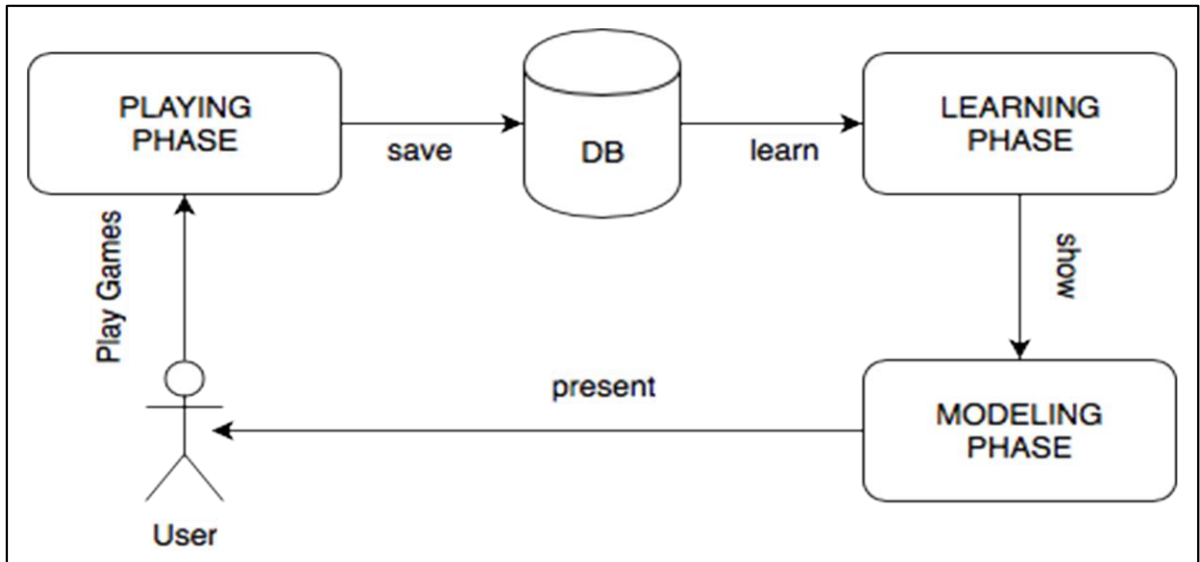 PLAYING
PHASE
save
DB
learn
LEARNING
PHASE
Play Games
show
present
MODELING
PHASE
User